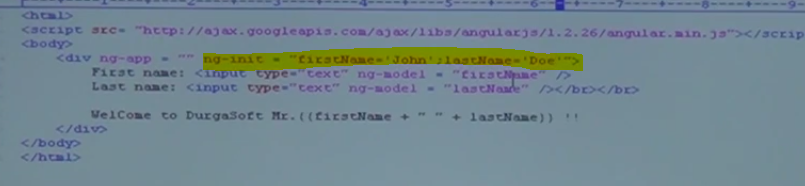 <html>
<script src= "http://ajax.googleapis.com/ajax/libs/angularjs/1.2.26/angular.min.js"></scrip
<body>
<div ng-app = "" ng-init = "firstName='John';lastName='Doe'">
First name: <input type="text" ng-model = "firstName" />
Last name: <input type="text" ng-model = "lastName" /></br></br>
WelCome to DurgaSoft Mr.{{firstName + " " + lastName}} !!
</div>
</body>
</html>